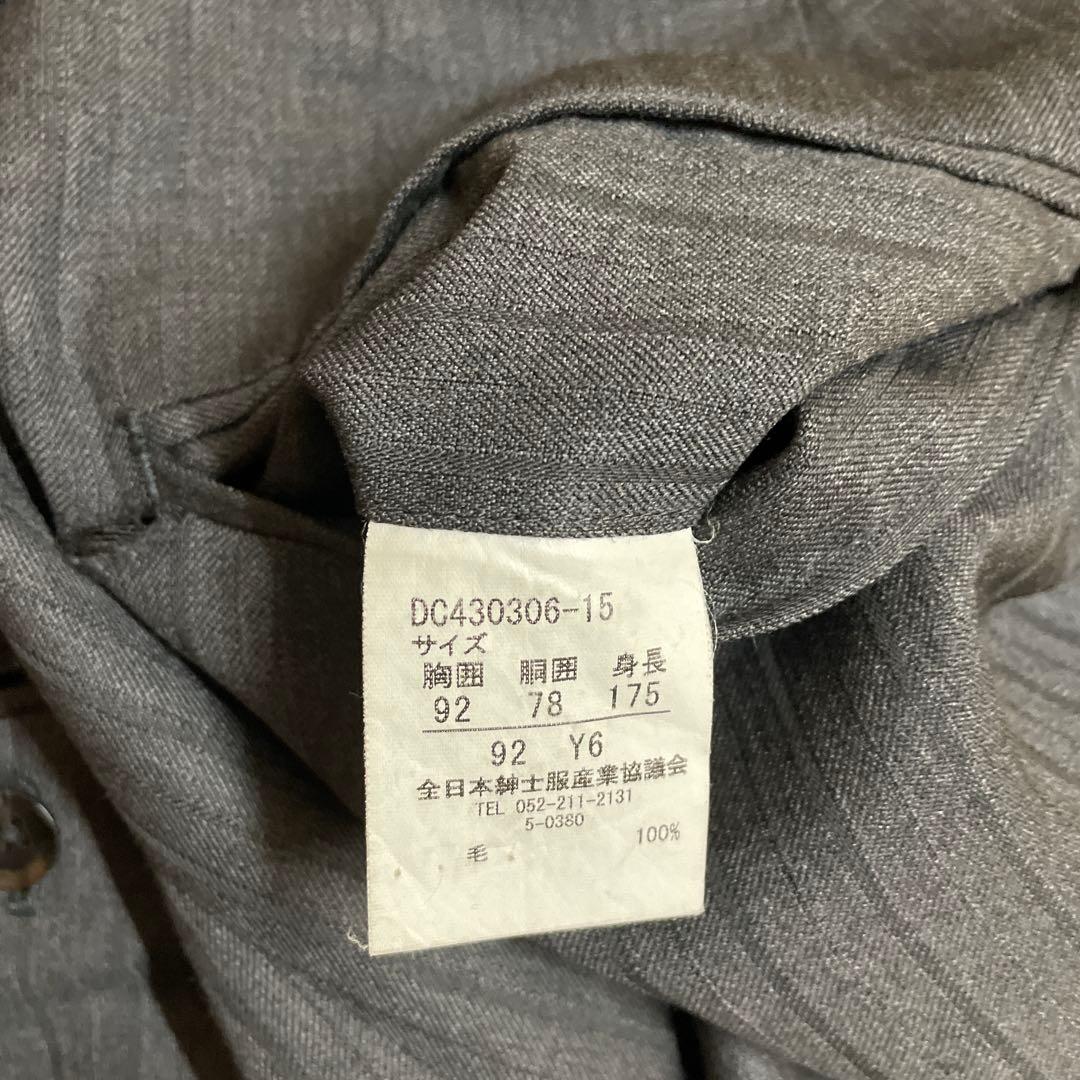 DC430306-15
サイズ
胸囲 胴囲 身長
92 78 175
92 Y6
全日本紳士服産業協議会
TEL 052-211-2131
5-0380
毛 100%